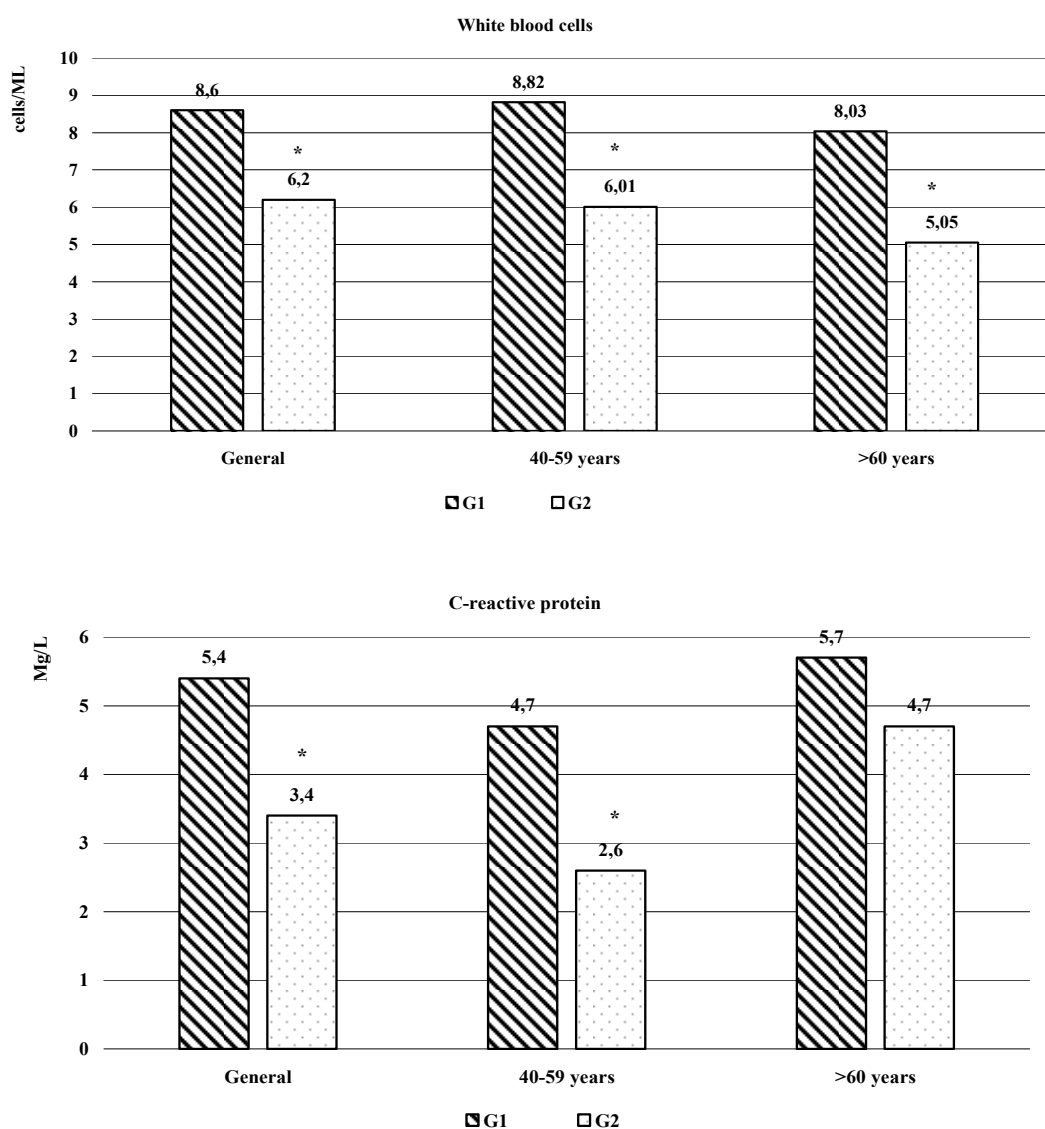 White blood cells
cells/ML
10
9
8
7
6
5
4
3
2
1
0
8,6
*
6,2
8,82
*
6,01
8,03
*
5,05
General
40-59 years
>60 years
G1
G2
C-reactive protein
Mg/L
6
5
4
3
2
1
0
5,4
*
3,4
4,7
*
2,6
5,7
4,7
General
40-59 years
>60 years
G1
G2